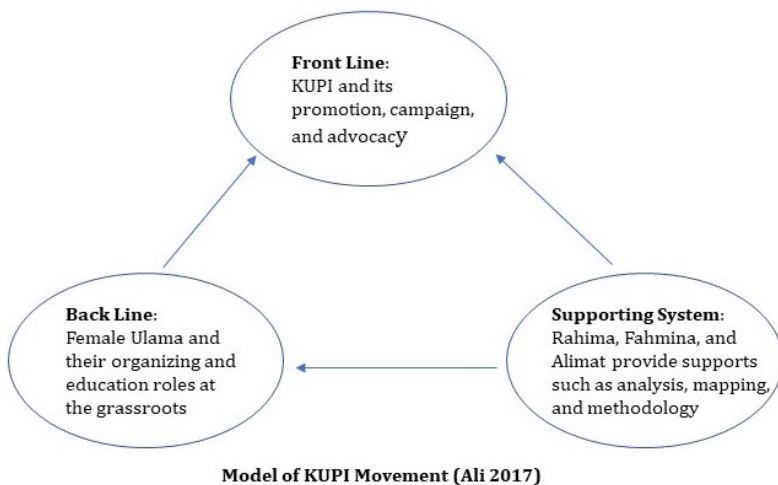 Front Line:
KUPI and its
promotion, campaign,
and advocacy
Back Line:
Female Ulama and
their organizing and
education roles at
the grassroots
Supporting System:
Rahima, Fahmina, and
Alimat provide supports
such as analysis, mapping,
and methodology
Model of KUPI Movement (Ali 2017)